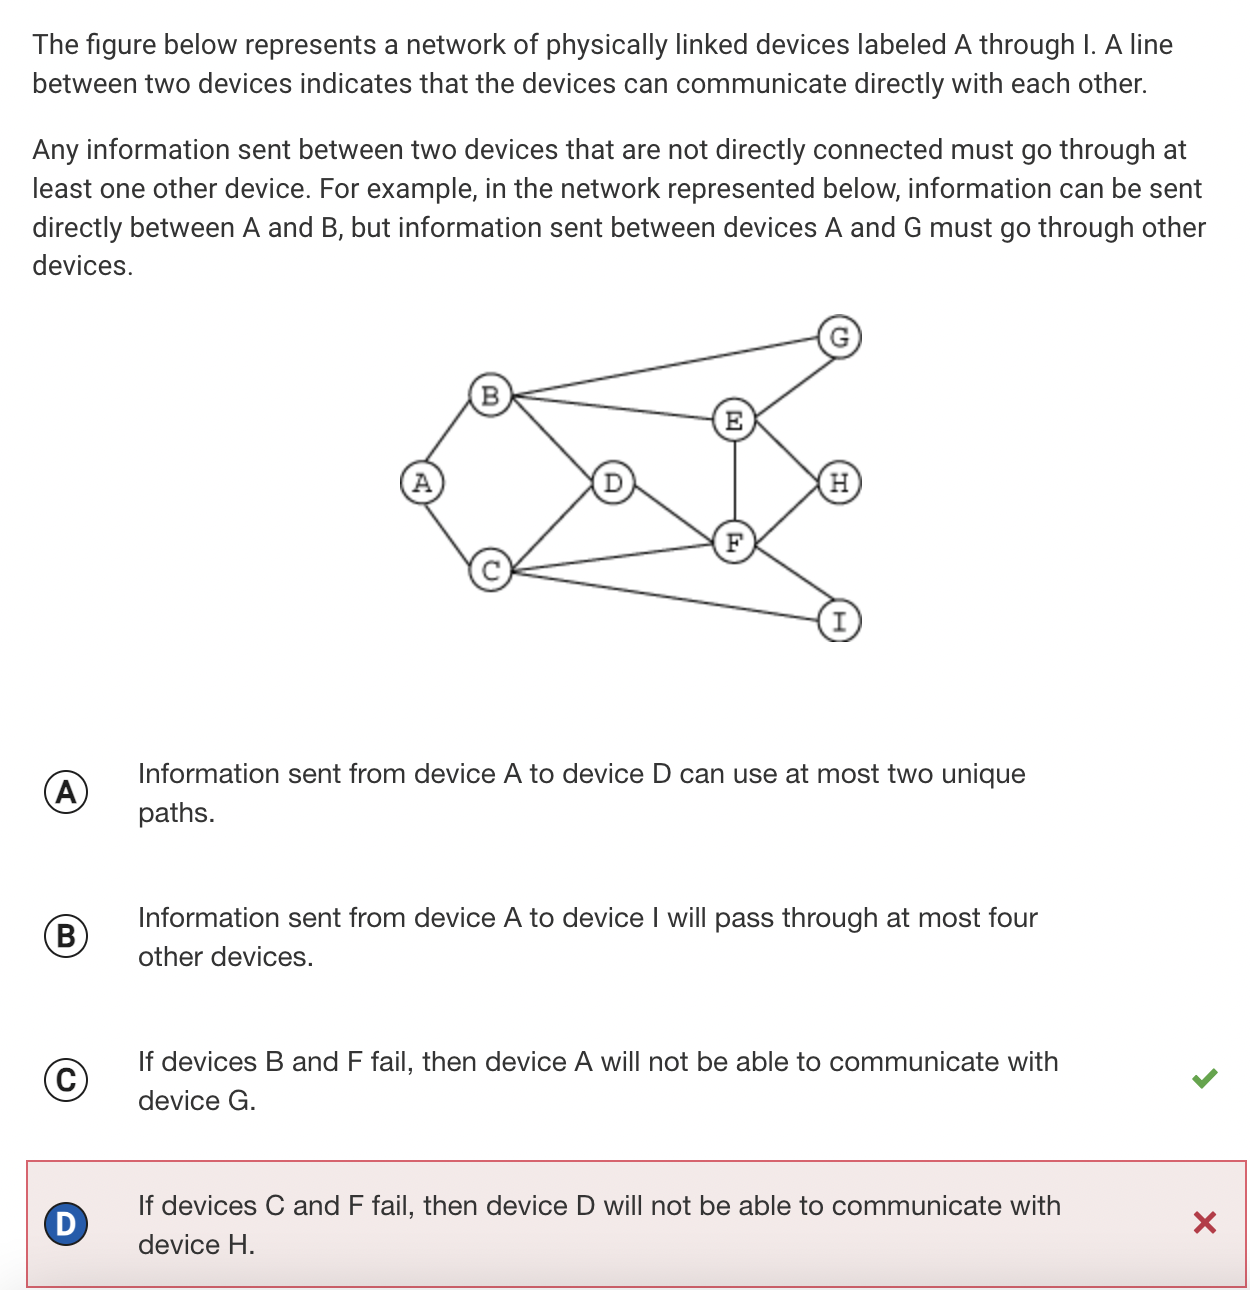 The figure below represents a network of physically linked devices labeled A through I. A line
between two devices indicates that the devices can communicate directly with each other.
Any information sent between two devices that are not directly connected must go through at
least one other device. For example, in the network represented below, information can be sent
directly between A and B, but information sent between devices A and G must go through other
devices.
G
B
E
A
D
H
F
C
I
A
Information sent from device A to device D can use at most two unique
paths.
B
Information sent from device A to device I will pass through at most four
other devices.
C
If devices B and F fail, then device A will not be able to communicate with
device G.
D
If devices C and F fail, then device D will not be able to communicate with
device H.